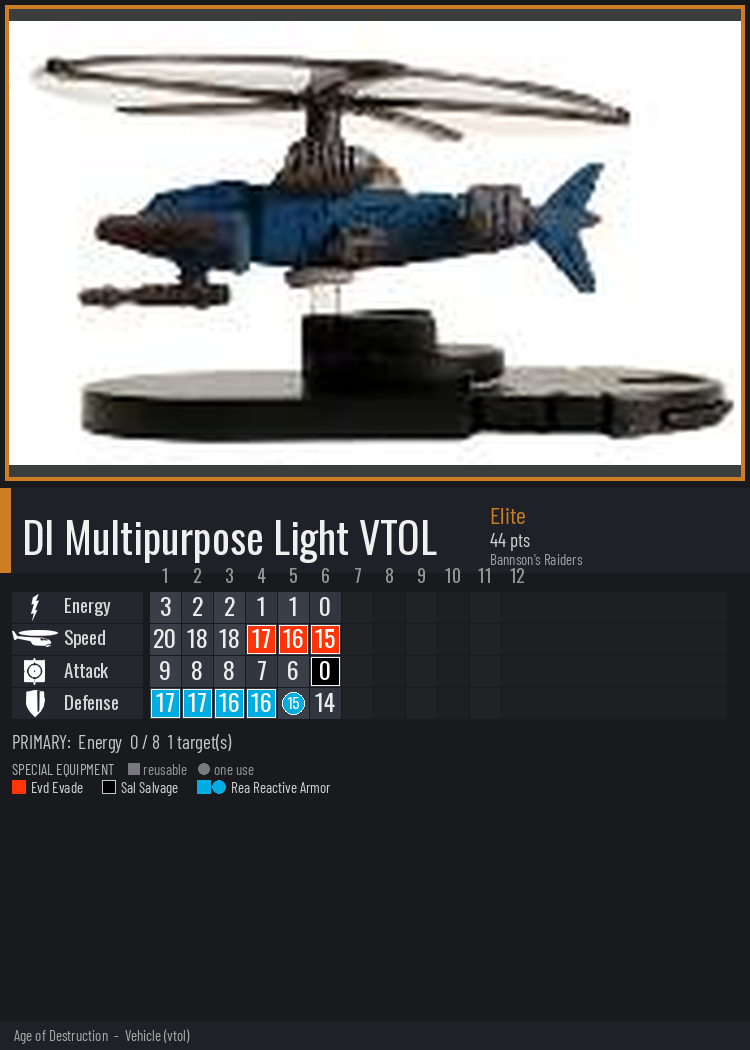 DI Multipurpose Light VTOL
Elite
44 pts
Bannson's Raiders
1 2 3 4 5 6 7 8 9 10 11 12
Energy 3 2 2 1 1 0
Speed 20 18 18 17 16 15
Attack 9 8 8 7 6 0
Defense 17 17 16 16 15 14
PRIMARY: Energy 0 / 8 1 target(s)
SPECIAL EQUIPMENT reusable one use
Evd Evade Sal Salvage Rea Reactive Armor
Age of Destruction - Vehicle (vtol)